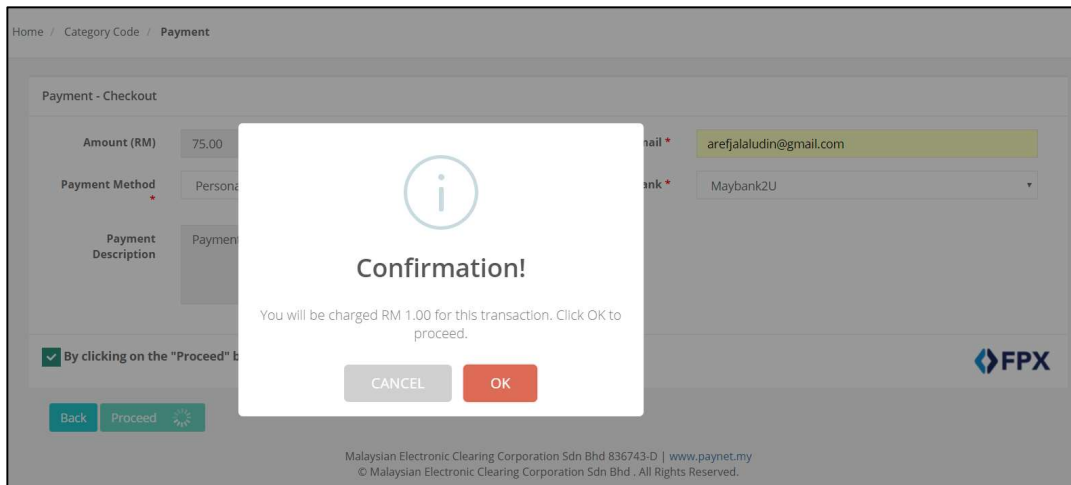 Home / Category Code / Payment
Payment - Checkout
Amount (RM) 75.00 mail * arefjalaludin@gmail.com
Payment Method * Persona ank * Maybank2U
Payment Description Paymen
Confirmation!
You will be charged RM 1.00 for this transaction. Click OK to
proceed.
CANCEL OK
By clicking on the "Proceed" b
FPX
Back Proceed
Malaysian Electronic Clearing Corporation Sdn Bhd 836743-D | www.paynet.my
© Malaysian Electronic Clearing Corporation Sdn Bhd . All Rights Reserved.